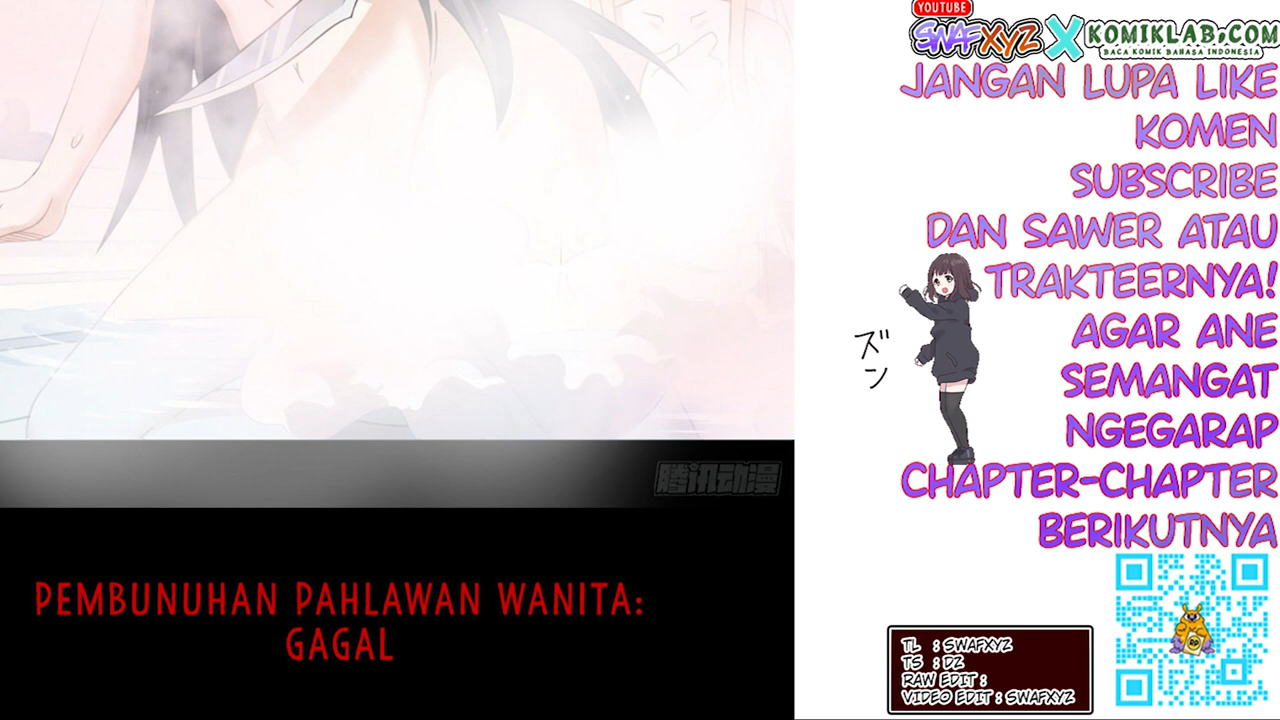 YOUTUBE
SWAFXYZ X KOMIKLAB.COM
BACA KOMIK BAHASA INDONESIA
JANGAN LUPA LIKE
KOMEN
SUBSCRIBE
DAN SAWER ATAU
TRAKTEERNYA!
AGAR ANE
SEMANGAT
NGEGARAP
CHAPTER-CHAPTER
BERIKUTNYA
ズン
腾讯动漫
PEMBUNUHAN PAHLAWAN WANITA:
GAGAL
TL : SWAFXYZ
TS : DZ
RAW EDIT :
VIDEO EDIT : SWAFXYZ